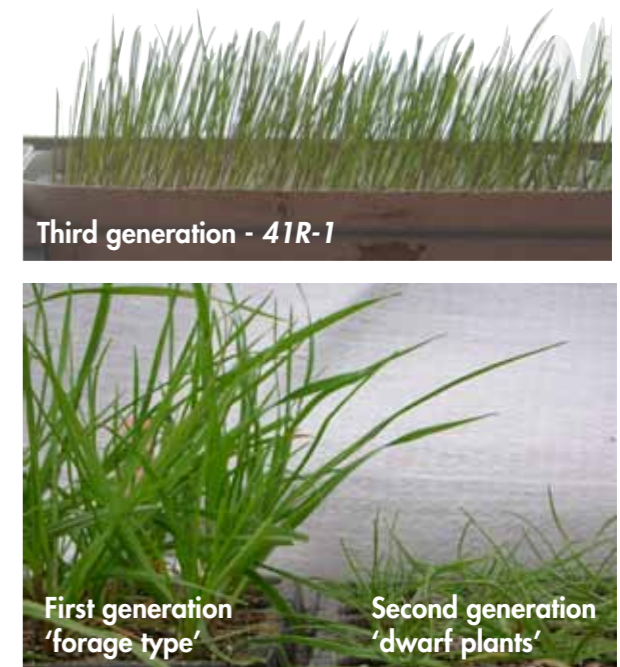 Third generation - 41R-1
First generation
'forage type'
Second generation
'dwarf plants'